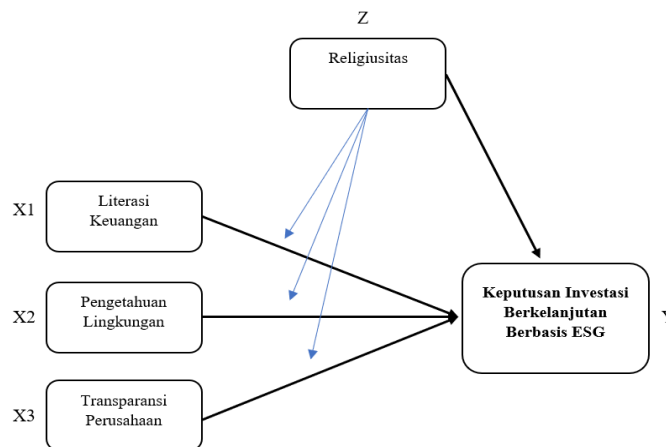 Z
Religiusitas
X1
Literasi
Keuangan
X2
Pengetahuan
Lingkungan
Keputusan Investasi
Berkelanjutan
Berbasis ESG
Y
X3
Transparansi
Perusahaan